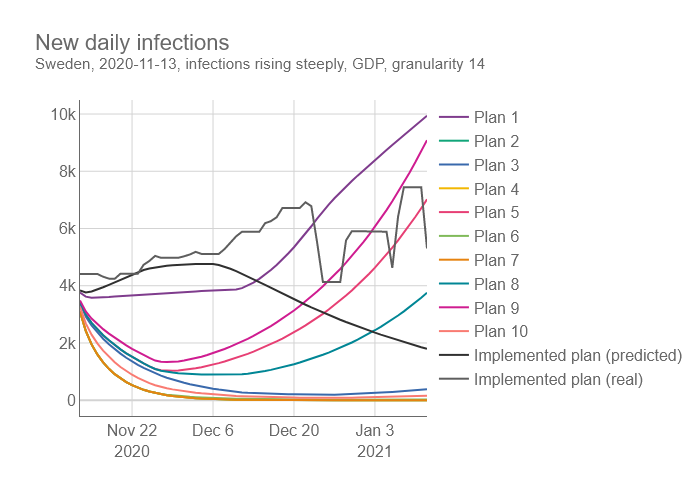 New daily infections
Sweden, 2020-11-13, infections rising steeply, GDP, granularity 14
10k
8k
6k
4k
2k
0
Nov 22
2020
Dec 6
Dec 20
Jan 3
2021
Plan 1
Plan 2
Plan 3
Plan 4
Plan 5
Plan 6
Plan 7
Plan 8
Plan 9
Plan 10
Implemented plan (predicted)
Implemented plan (real)